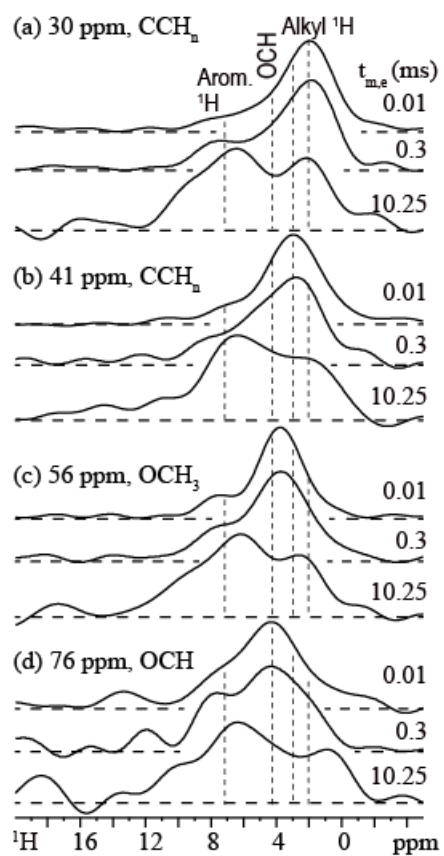 (a) 30 ppm, CCHₙ
Alkyl ¹H
OCH
Arom.
¹H
tₘ,ₑ (ms)
0.01
0.3
10.25
(b) 41 ppm, CCHₙ
0.01
0.3
10.25
(c) 56 ppm, OCH₃
0.01
0.3
10.25
(d) 76 ppm, OCH
0.01
0.3
10.25
¹H 16 12 8 4 0 ppm